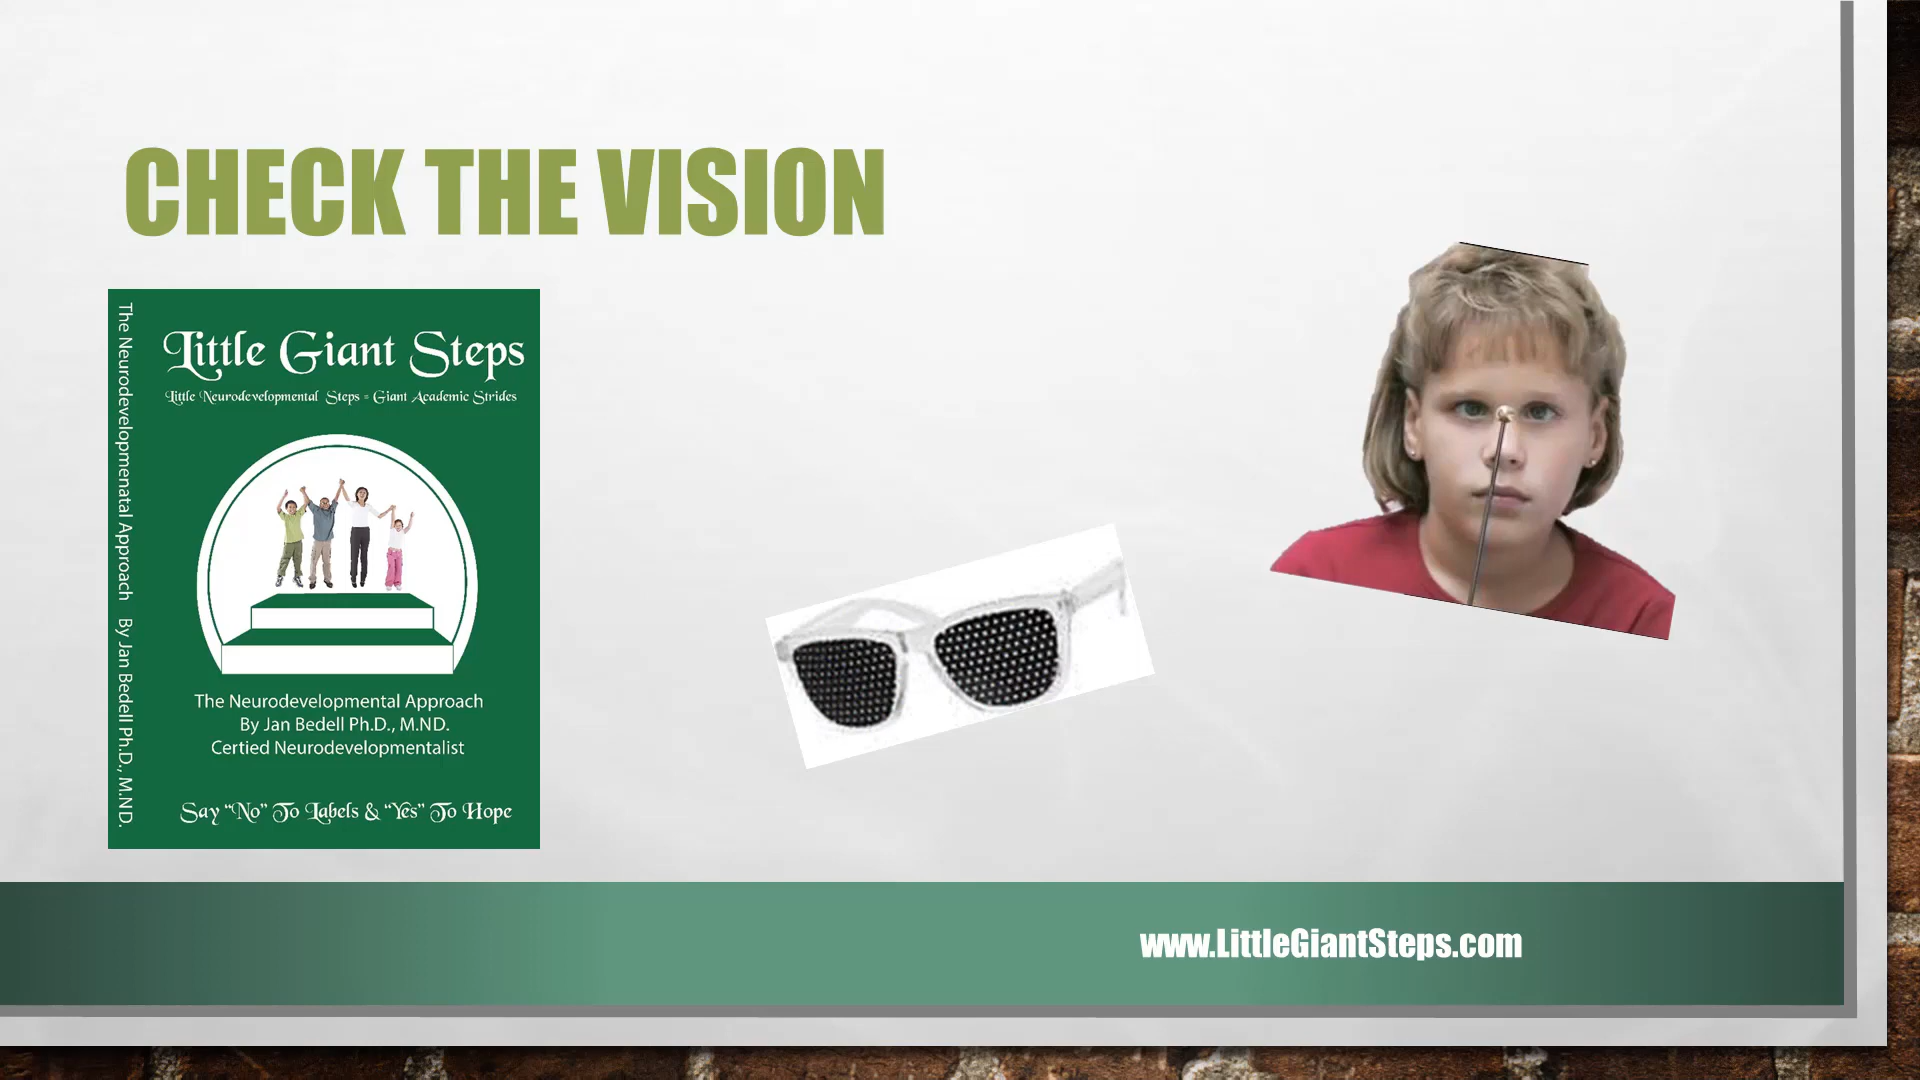 CHECK THE VISION
The Neurodevelopmenatal Approach By Jan Bedell Ph.D., M.ND.
Little Giant Steps
Little Neurodevelopmental Steps = Giant Academic Strides
The Neurodevelopmental Approach
By Jan Bedell Ph.D., M.ND.
Certied Neurodevelopmentalist
Say “No” To Labels & “Yes” To Hope
www.LittleGiantSteps.com